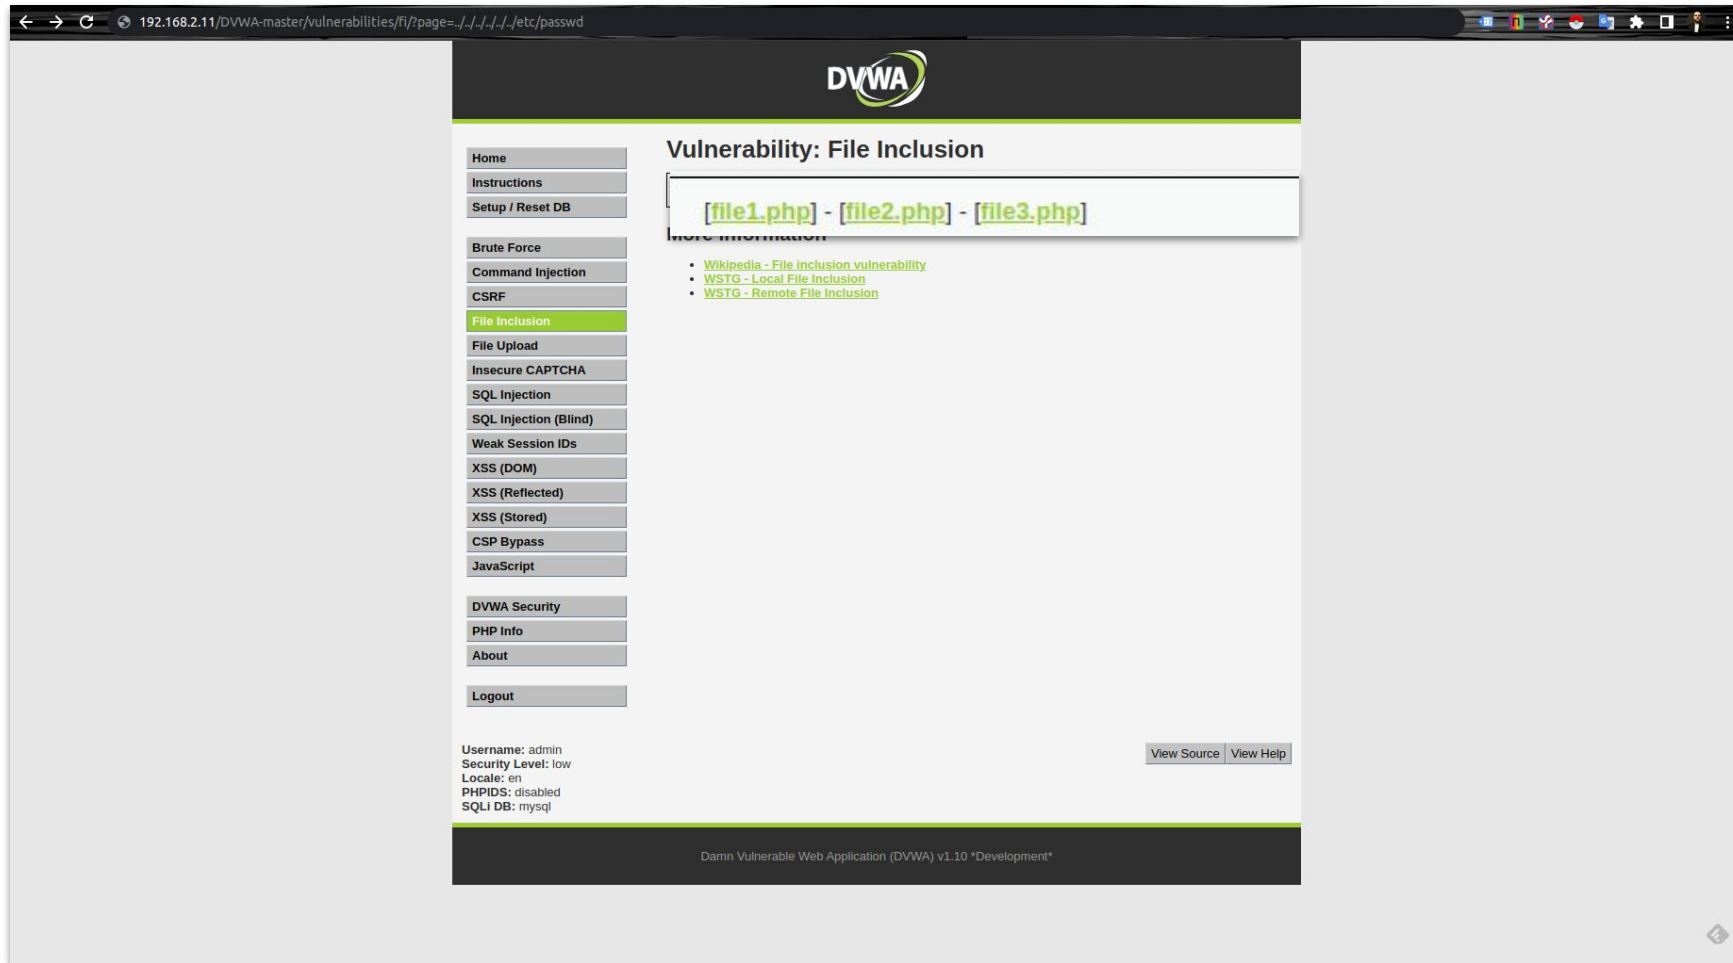 192.168.2.11/DVWA-master/vulnerabilities/fi/?page=../../../../../../etc/passwd
DVWA
Home
Instructions
Setup / Reset DB
Brute Force
Command Injection
CSRF
File Inclusion
File Upload
Insecure CAPTCHA
SQL Injection
SQL Injection (Blind)
Weak Session IDs
XSS (DOM)
XSS (Reflected)
XSS (Stored)
CSP Bypass
JavaScript
DVWA Security
PHP Info
About
Logout
Vulnerability: File Inclusion
[file1.php] - [file2.php] - [file3.php]
More Information
• Wikipedia - File inclusion vulnerability
• WSTG - Local File Inclusion
• WSTG - Remote File Inclusion
Username: admin
Security Level: low
Locale: en
PHPIDS: disabled
SQLi DB: mysql
View Source View Help
Damn Vulnerable Web Application (DVWA) v1.10 *Development*